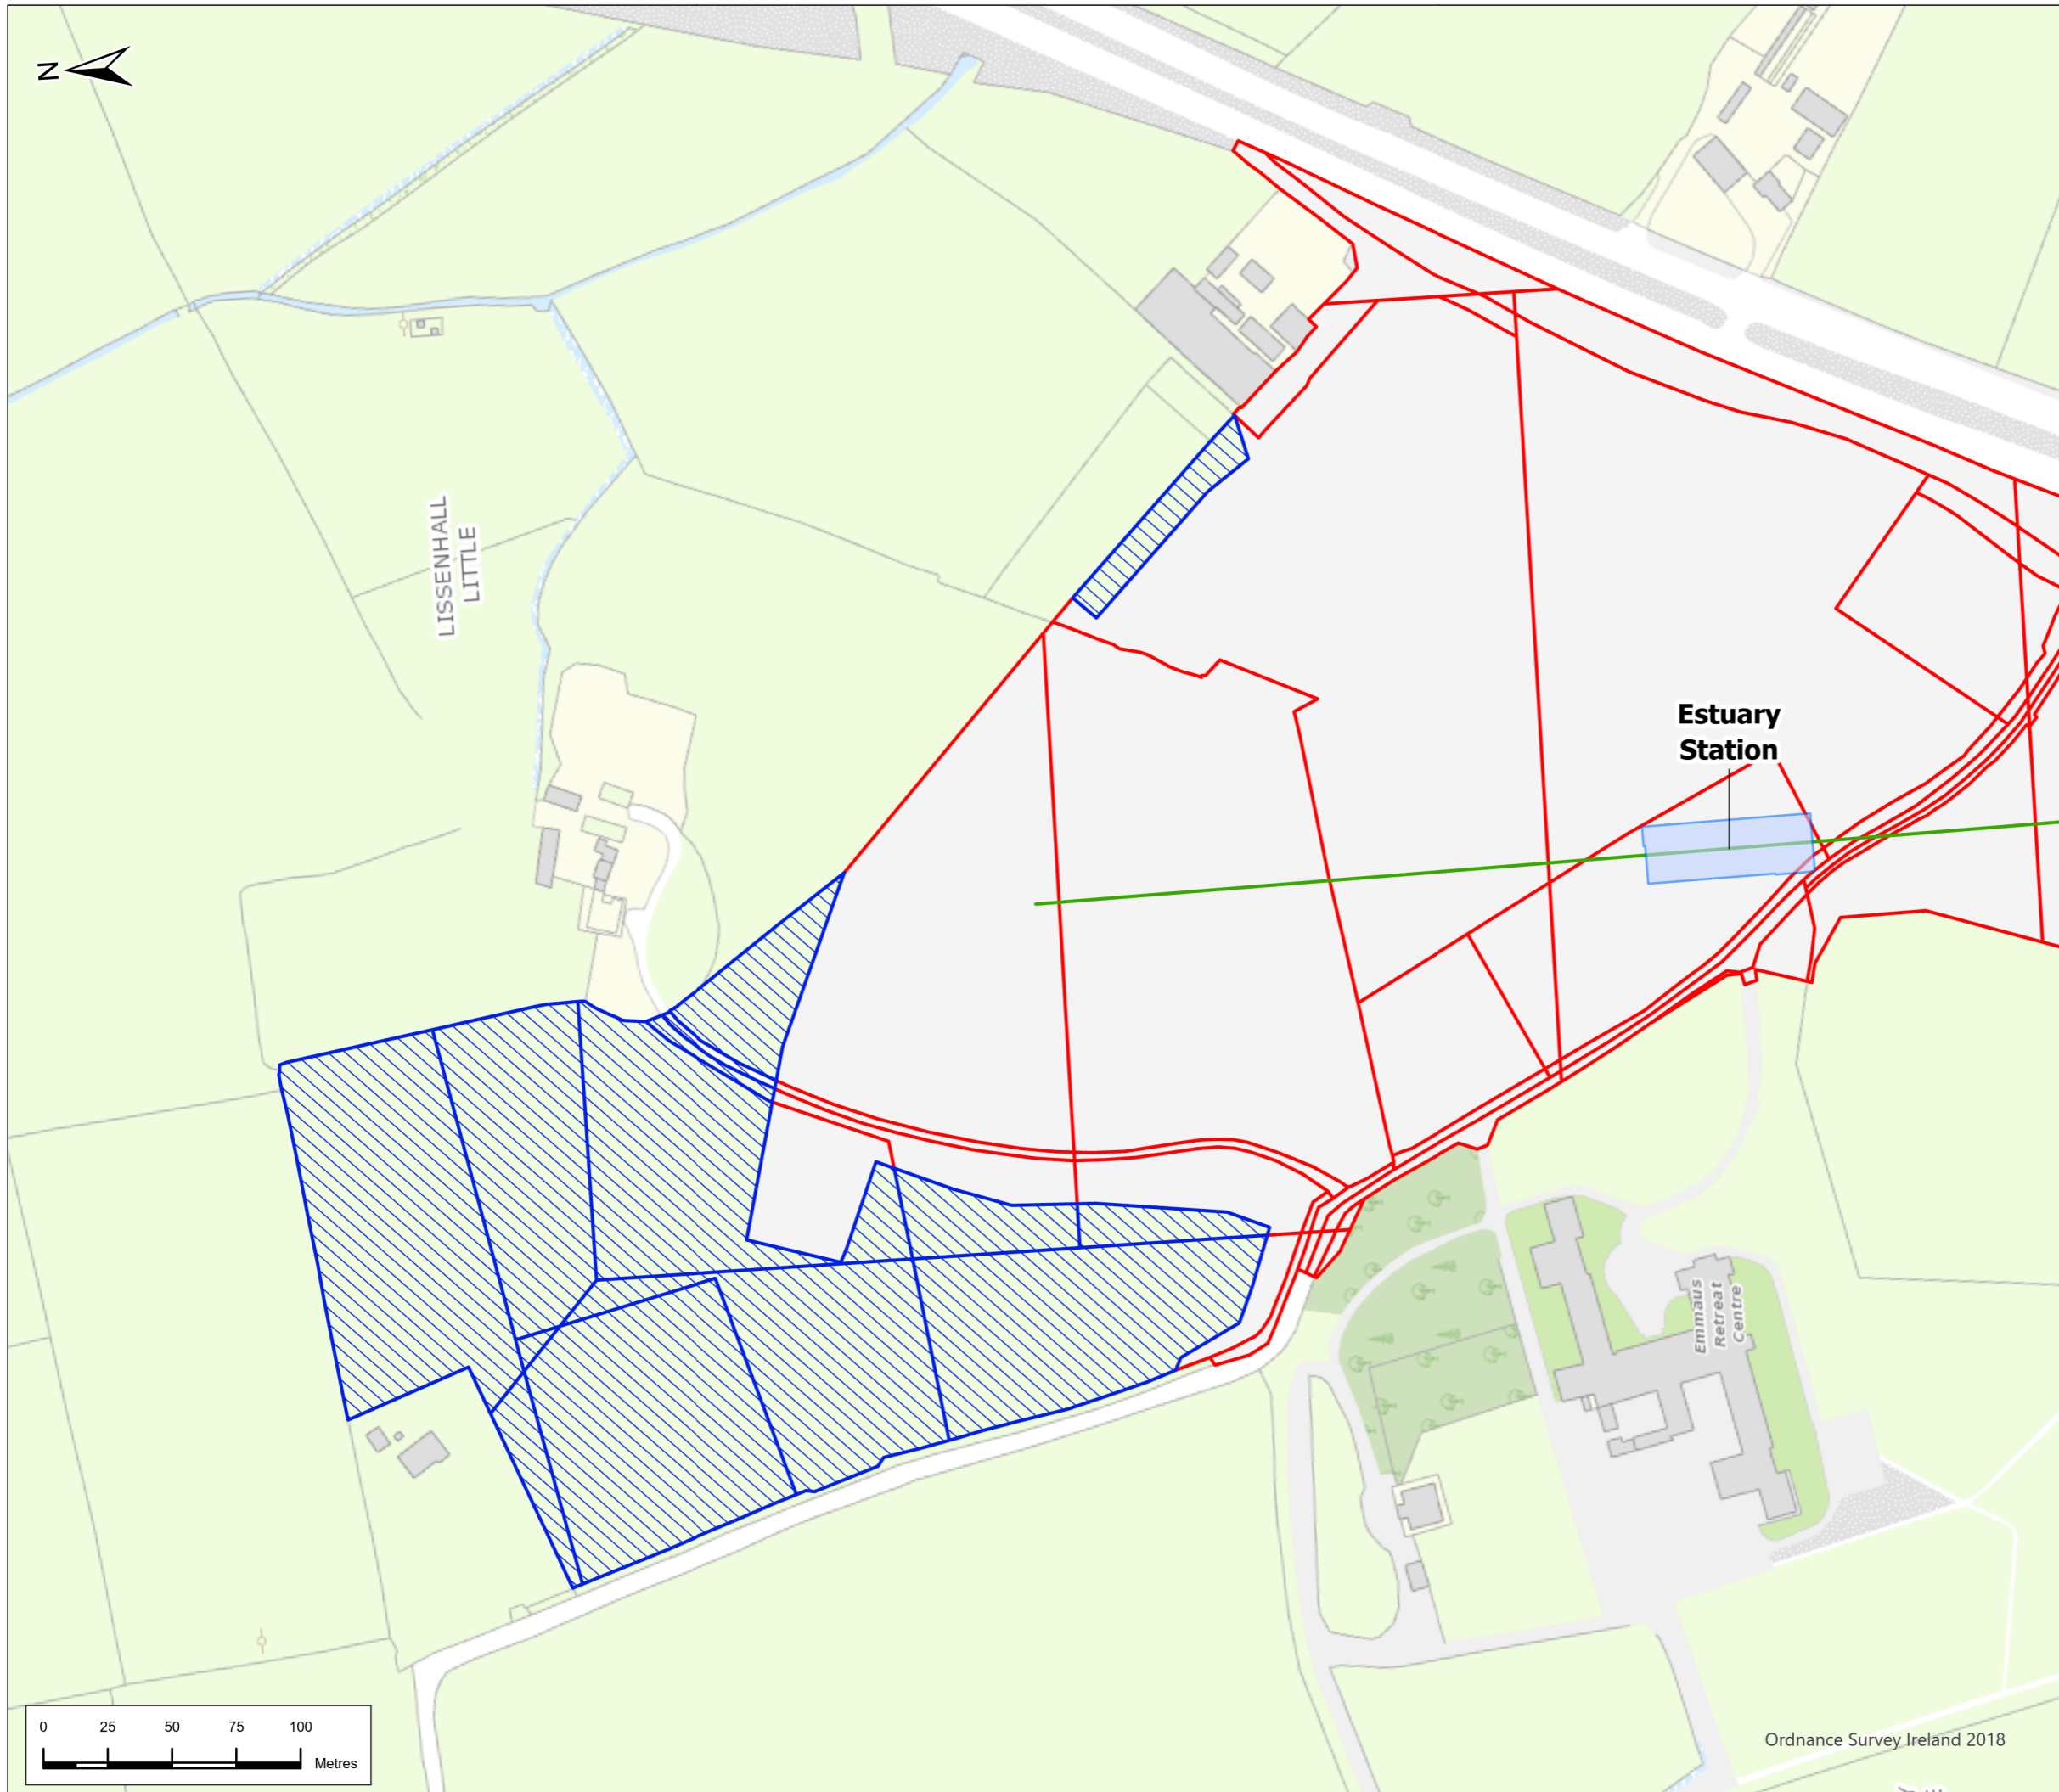 N
LISSENHALL
LITTLE
Estuary
Station
Emmaus
Retreat
Centre
0 25 50 75 100
Metres
Ordnance Survey Ireland 2018